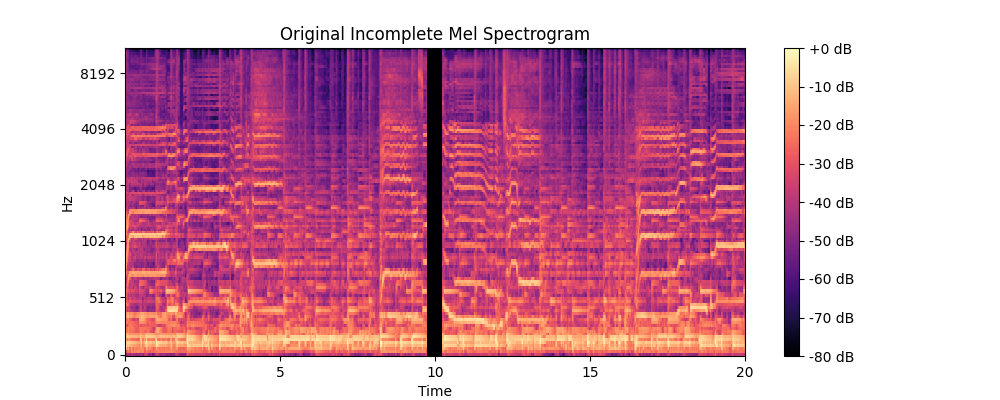 Original Incomplete Mel Spectrogram
Hz
8192
4096
2048
1024
512
0
0 5 10 15 20
Time
+0 dB
-10 dB
-20 dB
-30 dB
-40 dB
-50 dB
-60 dB
-70 dB
-80 dB